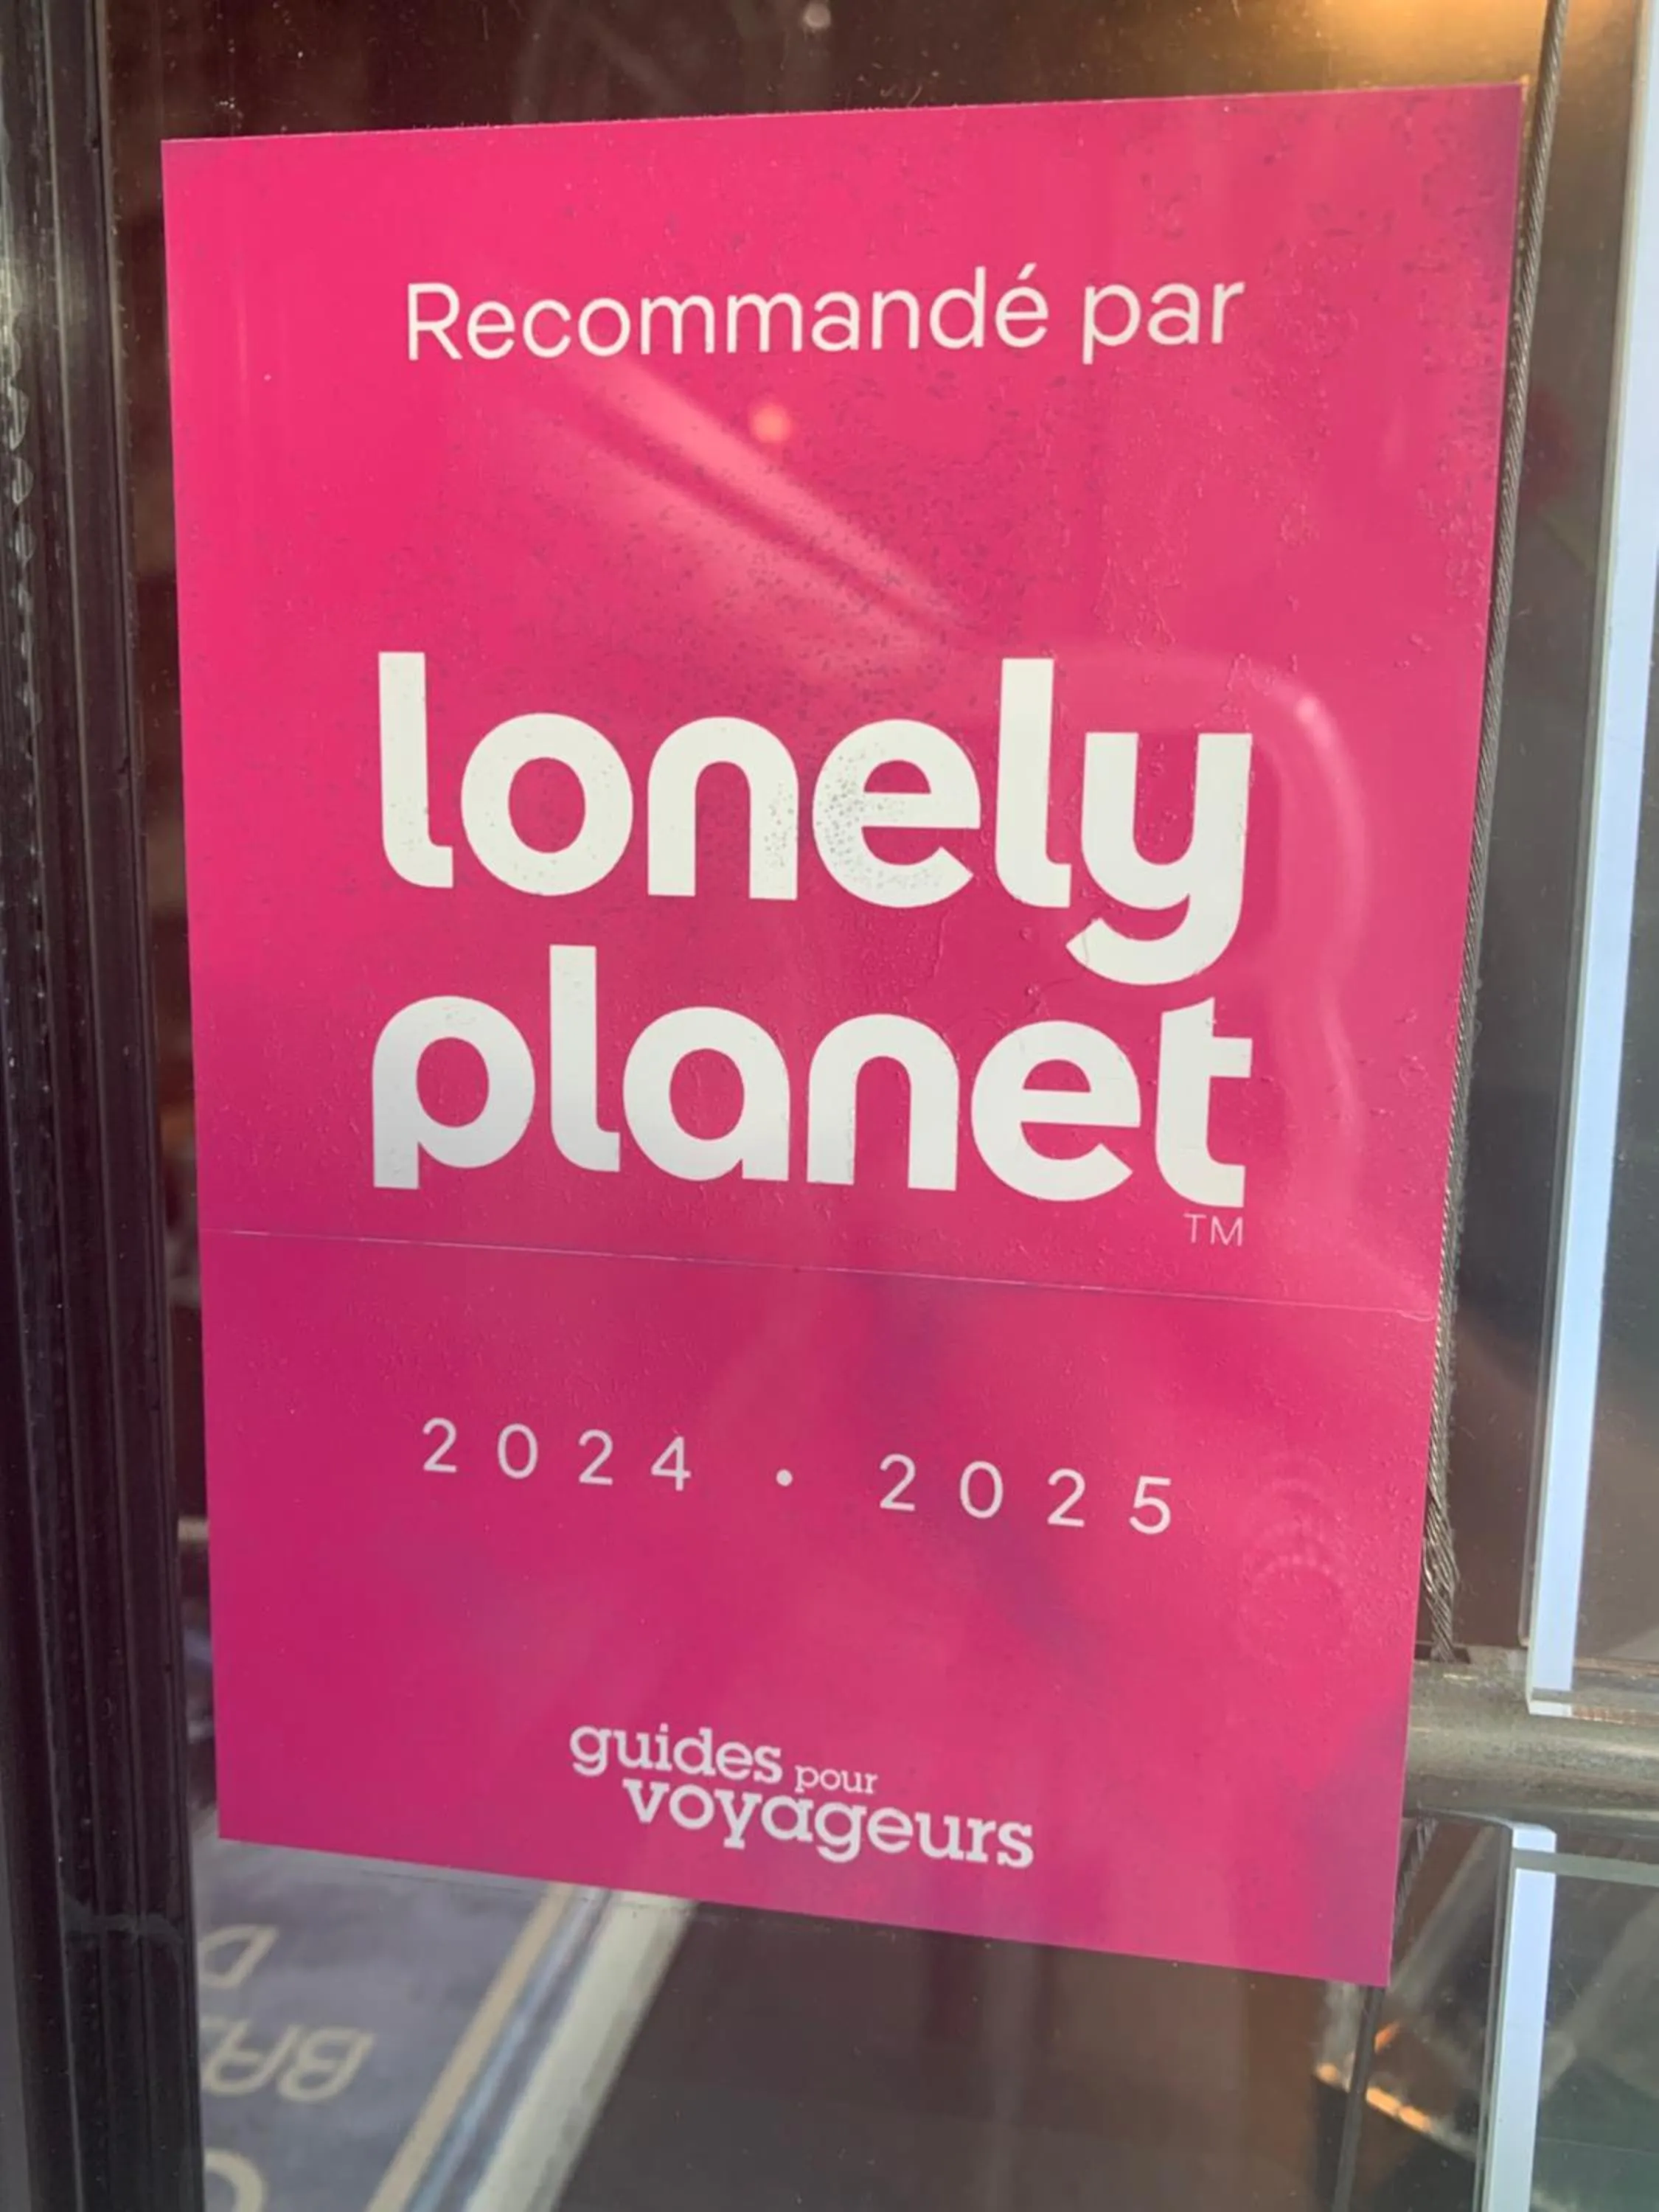 Recommandé par
lonely
planet
TM
2024 • 2025
guides pour
voyageurs